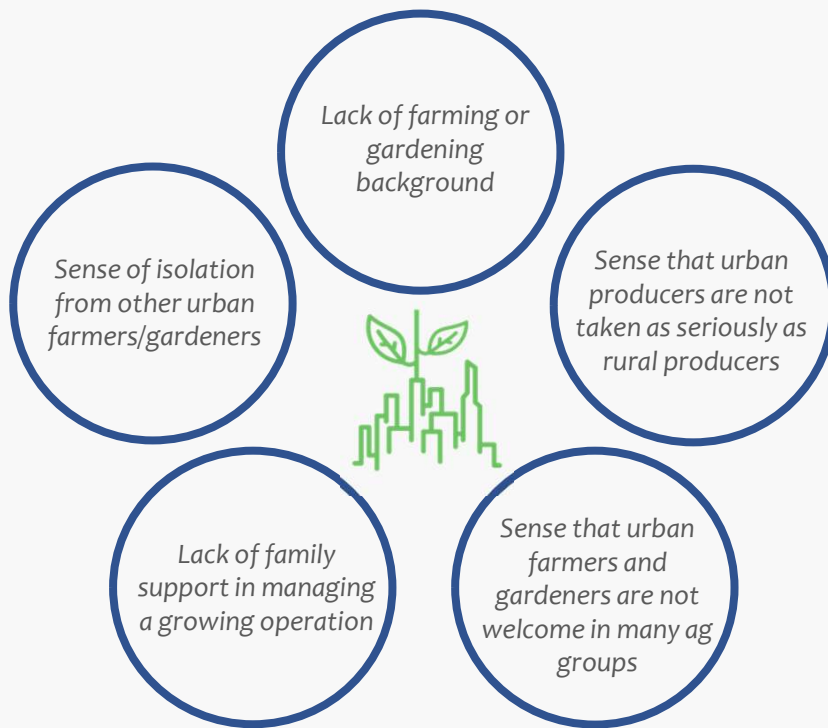 Lack of farming or
gardening
background
Sense of isolation
from other urban
farmers/gardeners
Sense that urban
producers are not
taken as seriously as
rural producers
Lack of family
support in managing
a growing operation
Sense that urban
farmers and
gardeners are not
welcome in many ag
groups